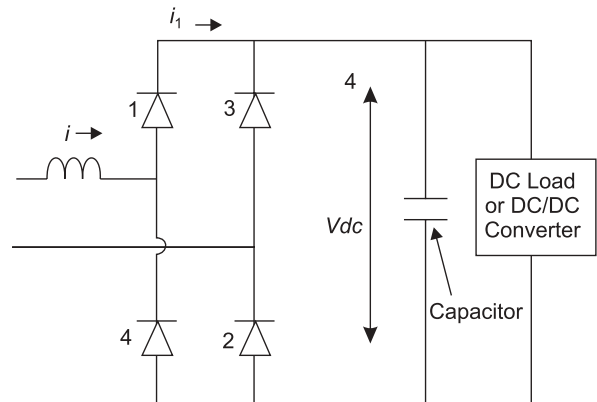 i1
1
3
4
i
DC Load
or DC/DC
Converter
Vdc
Capacitor
4
2